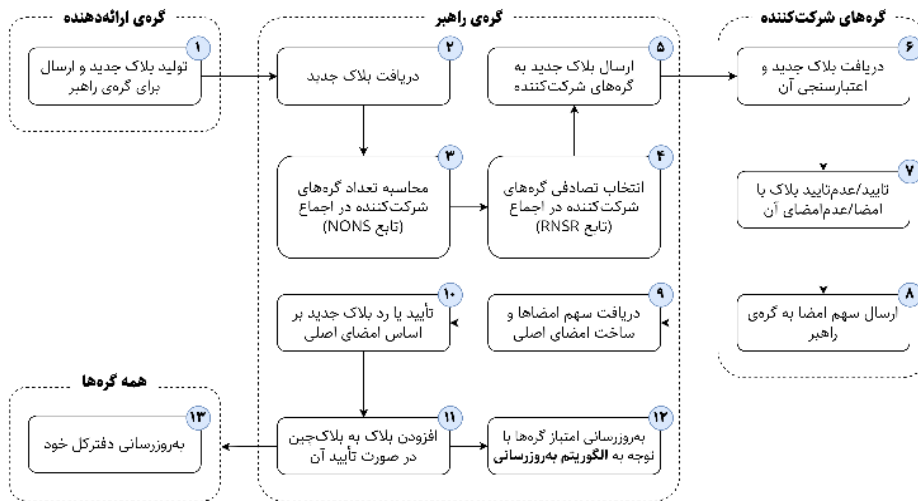 گره‌ی ارائه‌دهنده
۱
تولید بلاک جدید و ارسال
برای گره‌ی راهبر
گره‌ی راهبر
۲
دریافت بلاک جدید
۳
محاسبه تعداد گره‌های
شرکت‌کننده در اجماع
(تابع NONS)
۴
انتخاب تصادفی گره‌های
شرکت‌کننده در اجماع
(تابع RNSR)
۵
ارسال بلاک جدید به
گره‌های شرکت‌کننده
گره‌های شرکت‌کننده
۶
دریافت بلاک جدید و
اعتبارسنجی آن
۷
تایید/عدم‌تایید بلاک با
امضا/عدم‌امضای آن
۸
ارسال سهم امضا به گره‌ی
راهبر
۹
دریافت سهم امضاها و
ساخت امضای اصلی
۱۰
تأیید یا رد بلاک جدید بر
اساس امضای اصلی
۱۱
افزودن بلاک به بلاک‌چین
در صورت تأیید آن
۱۲
به‌روزرسانی امتیاز گره‌ها با
توجه به الگوریتم به‌روزرسانی
همه گره‌ها
۱۳
به‌روزرسانی دفترکل خود